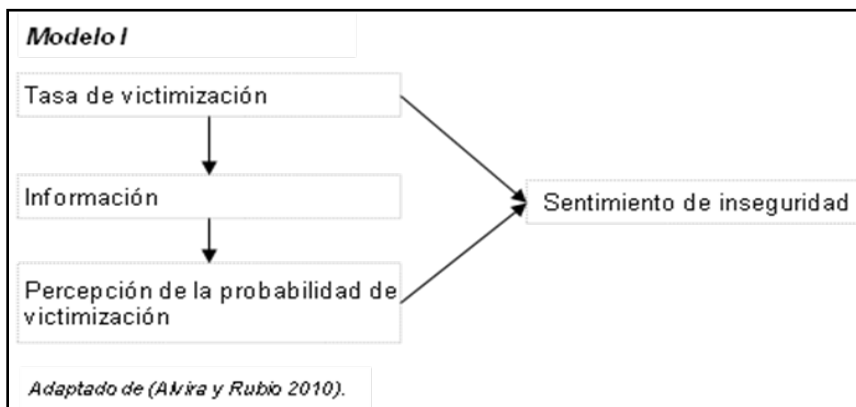 Modelo I
Tasa de victimización
Información
Sentimiento de inseguridad
Percepción de la probabilidad de
victimización
Adaptado de (Alvira y Rubio 2010).